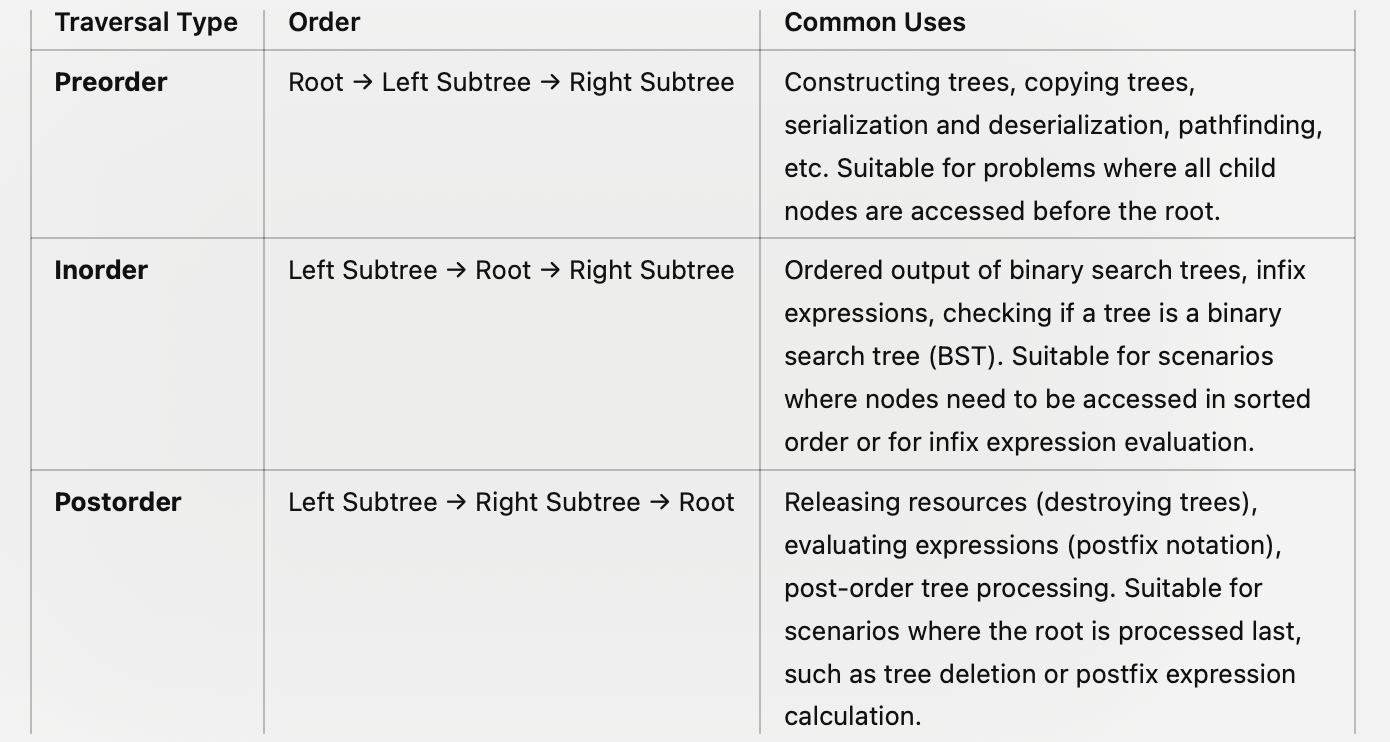 Traversal Type Order Common Uses
Preorder Root → Left Subtree → Right Subtree Constructing trees, copying trees,
serialization and deserialization, pathfinding,
etc. Suitable for problems where all child
nodes are accessed before the root.
Inorder Left Subtree → Root → Right Subtree Ordered output of binary search trees, infix
expressions, checking if a tree is a binary
search tree (BST). Suitable for scenarios
where nodes need to be accessed in sorted
order or for infix expression evaluation.
Postorder Left Subtree → Right Subtree → Root Releasing resources (destroying trees),
evaluating expressions (postfix notation),
post-order tree processing. Suitable for
scenarios where the root is processed last,
such as tree deletion or postfix expression
calculation.